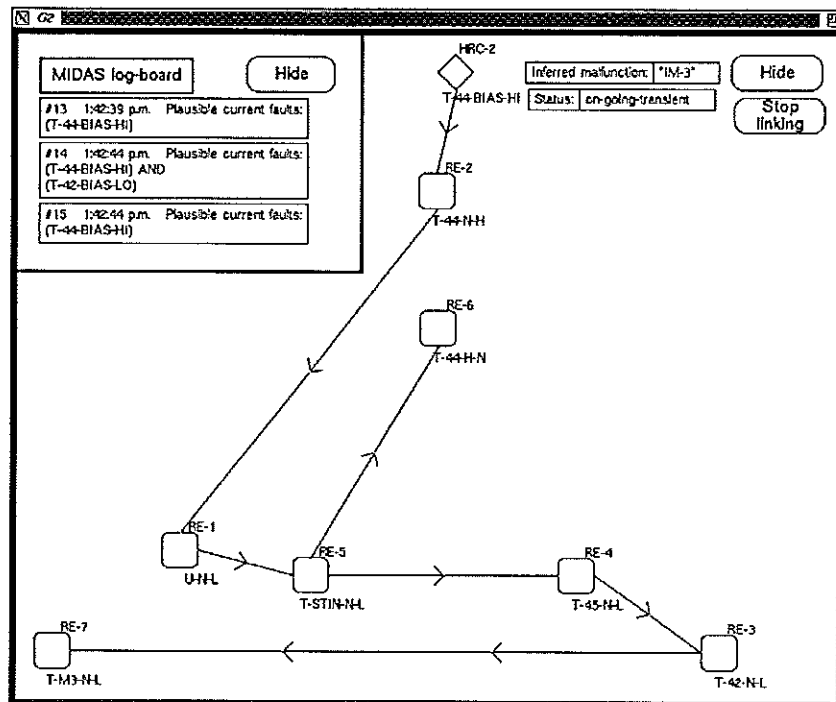 G2
MIDAS log-board
Hide
#13 1:42:39 p.m. Plausible current faults:
(T-44-BIAS-HI)
#14 1:42:44 p.m. Plausible current faults:
(T-44-BIAS-HI) AND
(T-42-BIAS-LO)
#15 1:42:44 p.m. Plausible current faults:
(T-44-BIAS-HI)
HRC-2
T-44-BIAS-HI
Inferred malfunction: "IM-3"
Status: on-going-transient
Hide
Stop
linking
RE-2
T-44-N-H
RE-6
T-44-H-N
RE-1
U-N-L
RE-5
T-STIN-N-L
RE-4
T-45-N-L
RE-7
T-M3-N-L
RE-3
T-42-N-L